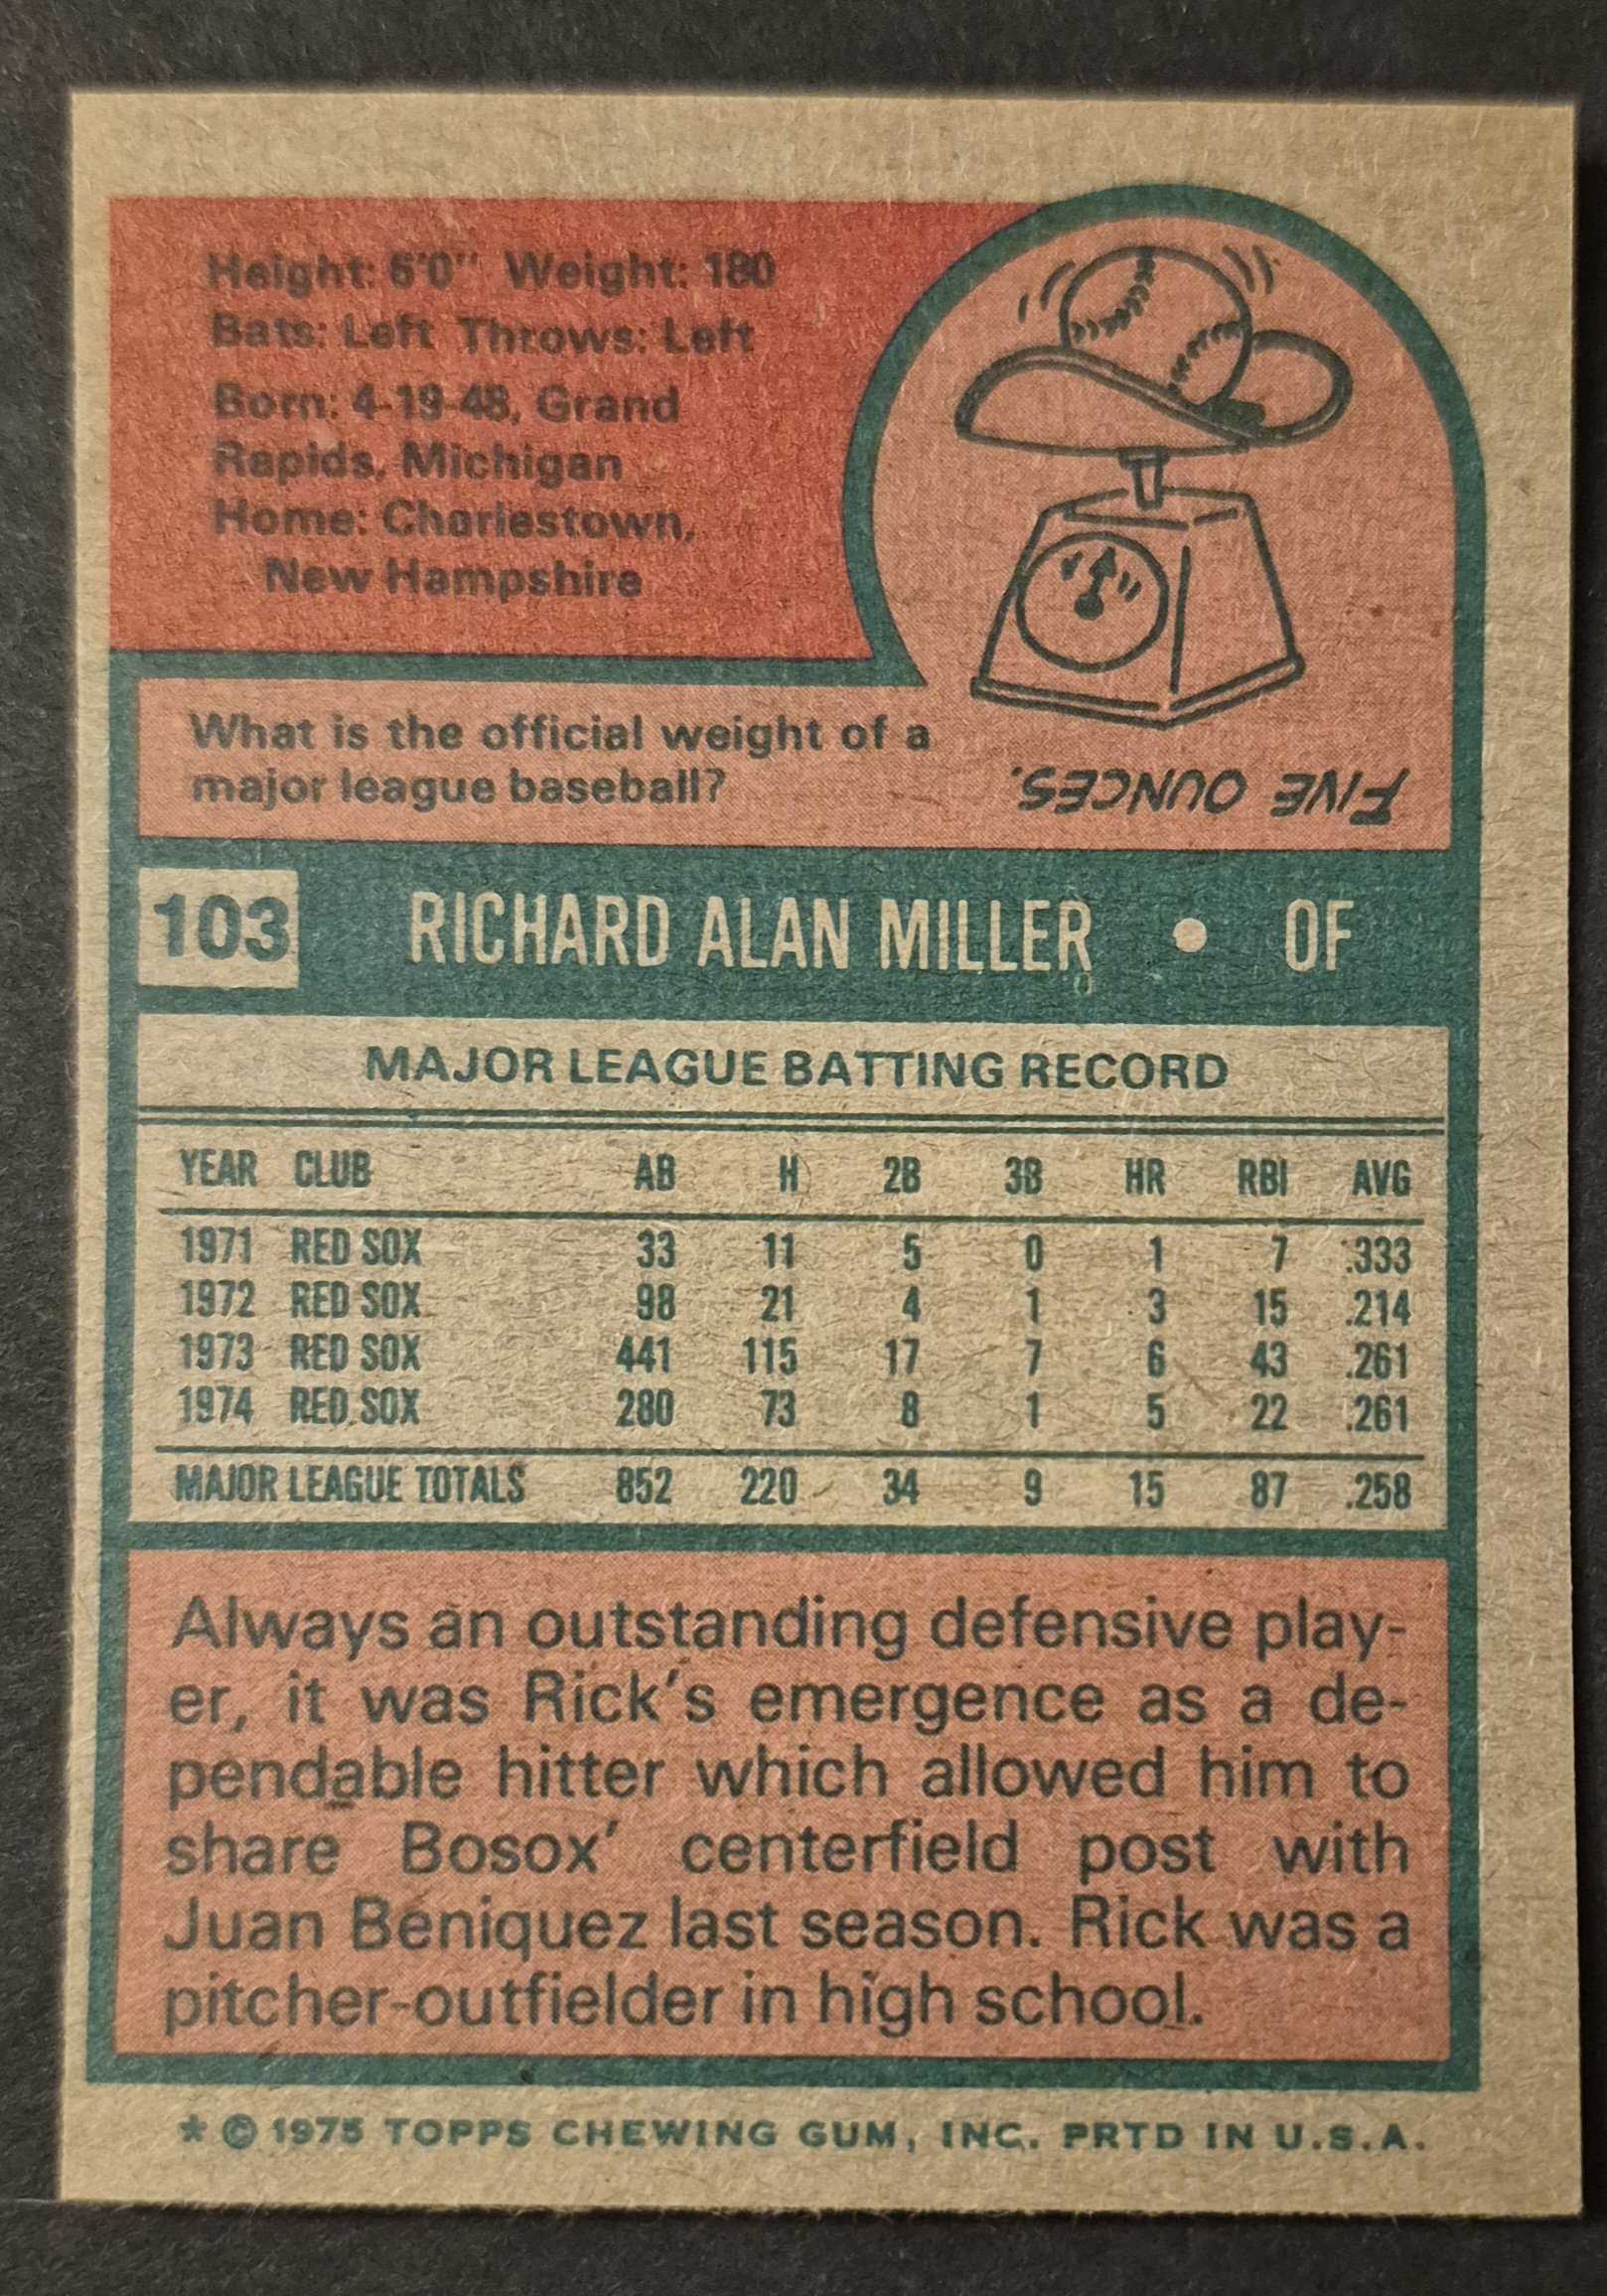 Height: 6'0" Weight: 180
Bats: Left Throws: Left
Born: 4-19-48, Grand
Rapids, Michigan
Home: Charlestown,
New Hampshire
What is the official weight of a
major league baseball?
FIVE OUNCES.
103 RICHARD ALAN MILLER • OF
MAJOR LEAGUE BATTING RECORD
YEAR CLUB AB H 2B 3B HR RBI AVG
1971 RED SOX 33 11 5 0 1 7 .333
1972 RED SOX 98 21 4 1 3 15 .214
1973 RED SOX 441 115 17 7 6 43 .261
1974 RED SOX 280 73 8 1 5 22 .261
MAJOR LEAGUE TOTALS 852 220 34 9 15 87 .258
Always an outstanding defensive play-
er, it was Rick's emergence as a de-
pendable hitter which allowed him to
share Bosox' centerfield post with
Juan Beniquez last season. Rick was a
pitcher-outfielder in high school.
* © 1975 TOPPS CHEWING GUM, INC. PRTD IN U.S.A.